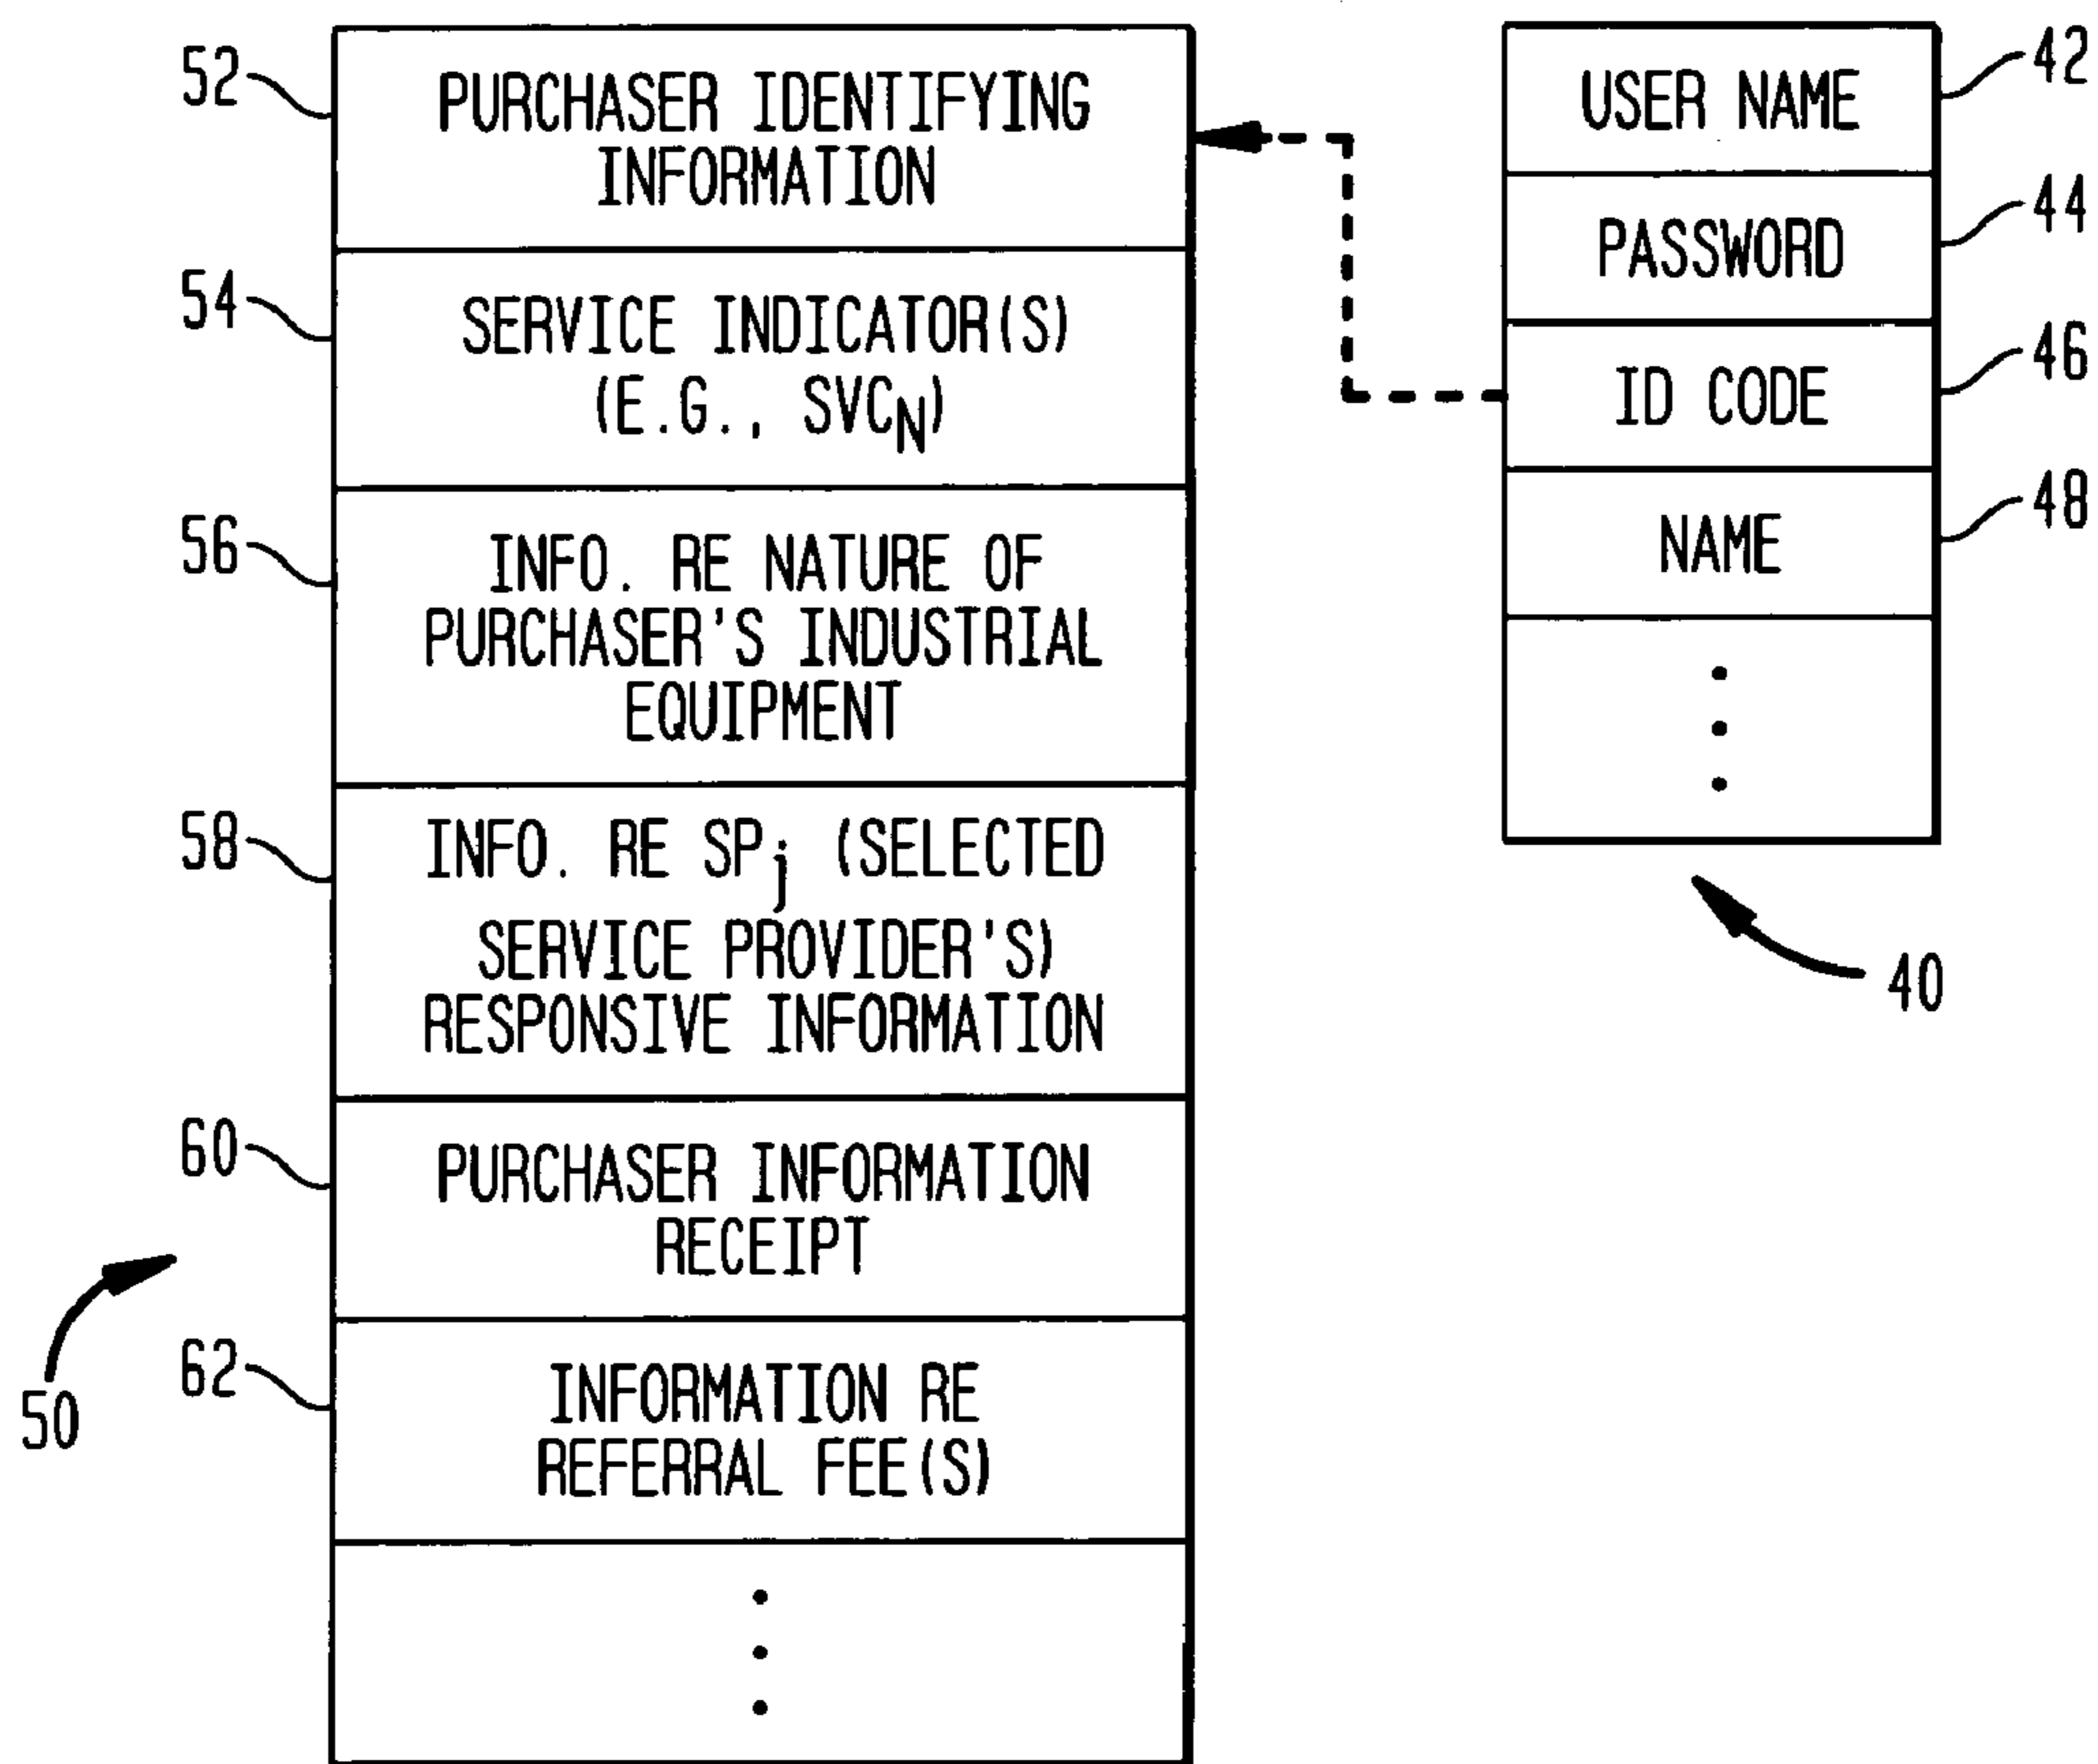 52
PURCHASER IDENTIFYING
INFORMATION
54
SERVICE INDICATOR(S)
(E.G., SVCN)
56
INFO. RE NATURE OF
PURCHASER'S INDUSTRIAL
EQUIPMENT
58
INFO. RE SPj (SELECTED
SERVICE PROVIDER'S)
RESPONSIVE INFORMATION
60
PURCHASER INFORMATION
RECEIPT
62
INFORMATION RE
REFERRAL FEE(S)
50
USER NAME
42
PASSWORD
44
ID CODE
46
NAME
48
40